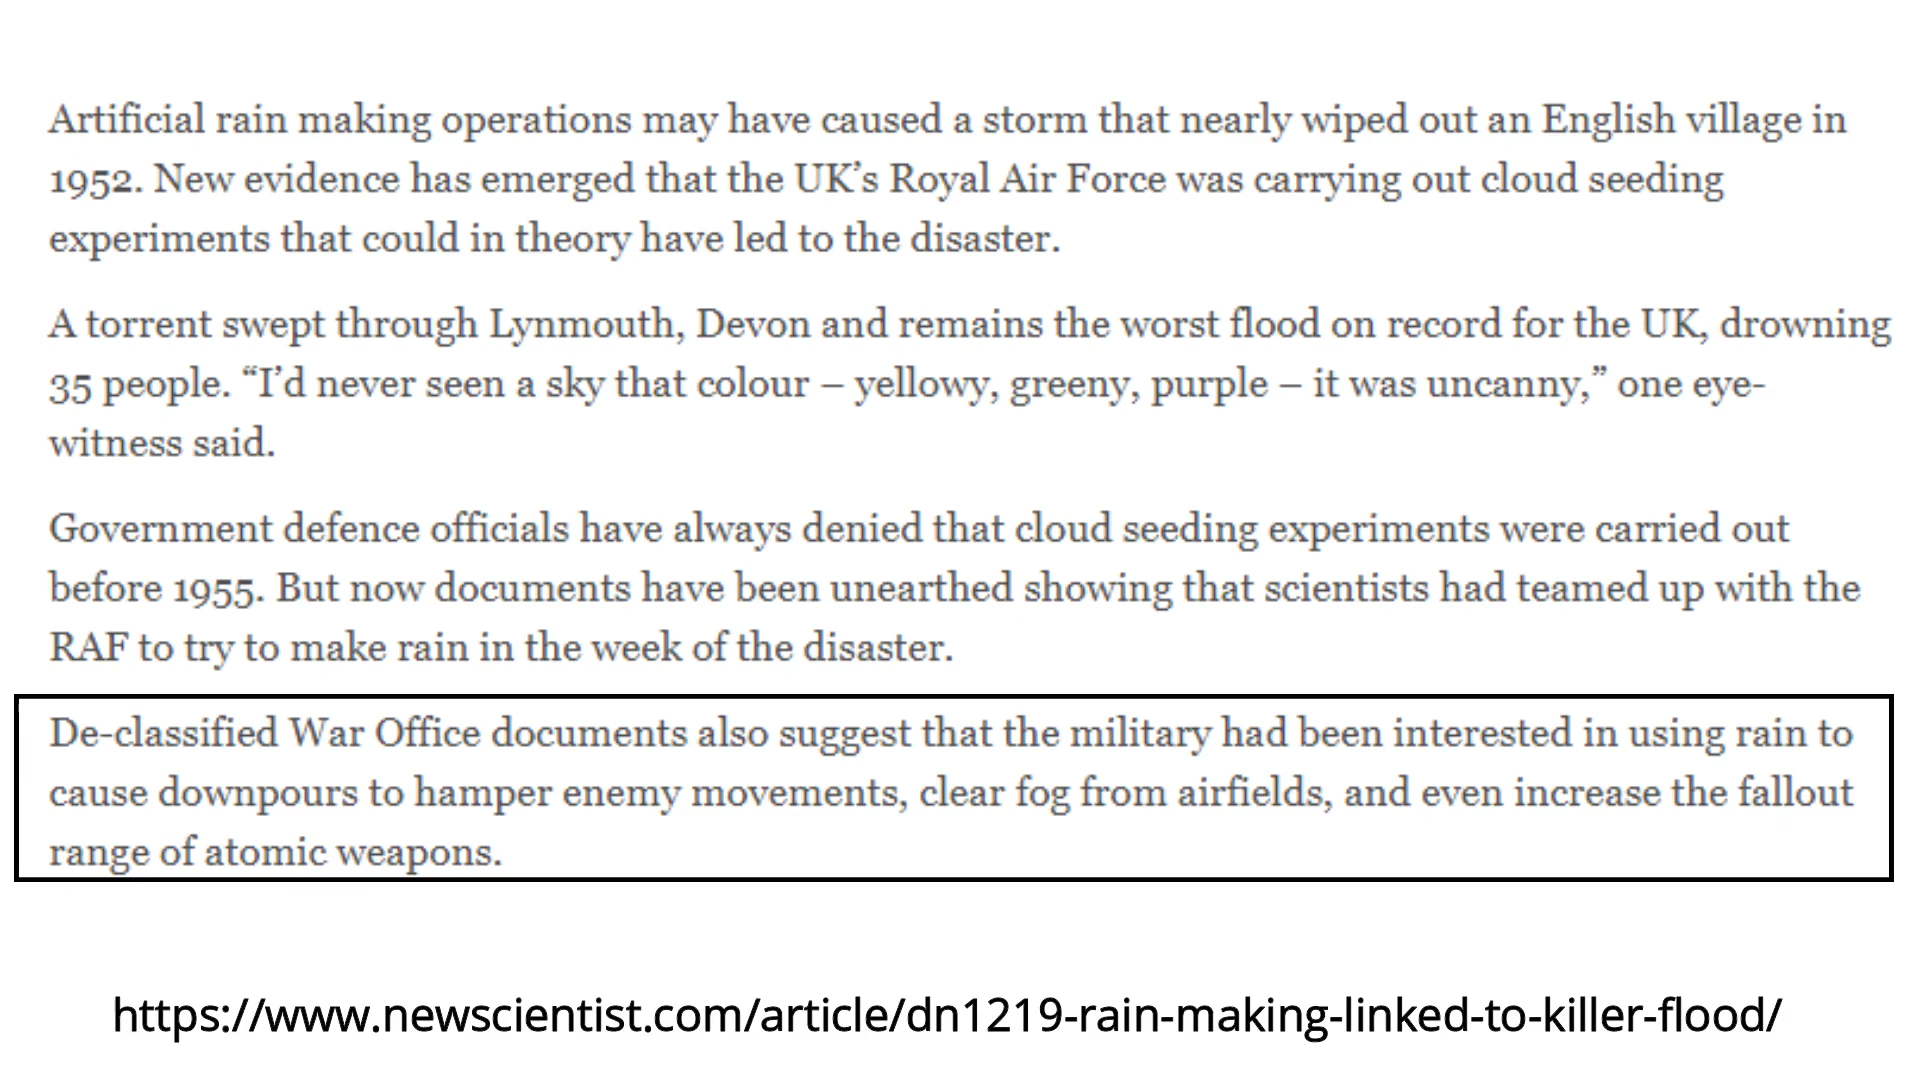 Artificial rain making operations may have caused a storm that nearly wiped out an English village in
1952. New evidence has emerged that the UK’s Royal Air Force was carrying out cloud seeding
experiments that could in theory have led to the disaster.
A torrent swept through Lynmouth, Devon and remains the worst flood on record for the UK, drowning
35 people. “I’d never seen a sky that colour – yellowy, greeny, purple – it was uncanny,” one eye-
witness said.
Government defence officials have always denied that cloud seeding experiments were carried out
before 1955. But now documents have been unearthed showing that scientists had teamed up with the
RAF to try to make rain in the week of the disaster.
De-classified War Office documents also suggest that the military had been interested in using rain to
cause downpours to hamper enemy movements, clear fog from airfields, and even increase the fallout
range of atomic weapons.
https://www.newscientist.com/article/dn1219-rain-making-linked-to-killer-flood/